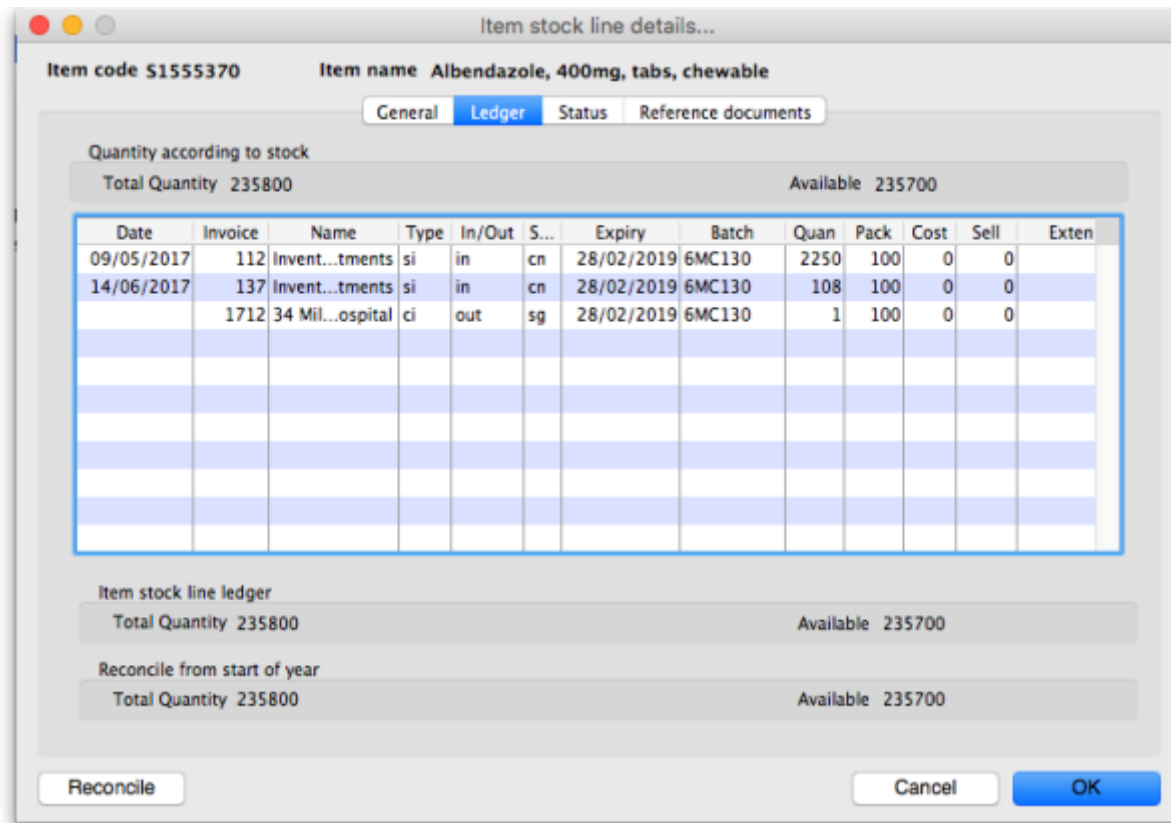 Item stock line details...
Item code S1555370 Item name Albendazole, 400mg, tabs, chewable
General Ledger Status Reference documents
Quantity according to stock
Total Quantity 235800 Available 235700
Date Invoice Name Type In/Out S... Expiry Batch Quan Pack Cost Sell Exten
09/05/2017 112 Invent...tments si in cn 28/02/2019 6MC130 2250 100 0 0
14/06/2017 137 Invent...tments si in cn 28/02/2019 6MC130 108 100 0 0
1712 34 Mil...ospital ci out sg 28/02/2019 6MC130 1 100 0 0
Item stock line ledger
Total Quantity 235800 Available 235700
Reconcile from start of year
Total Quantity 235800 Available 235700
Reconcile Cancel OK